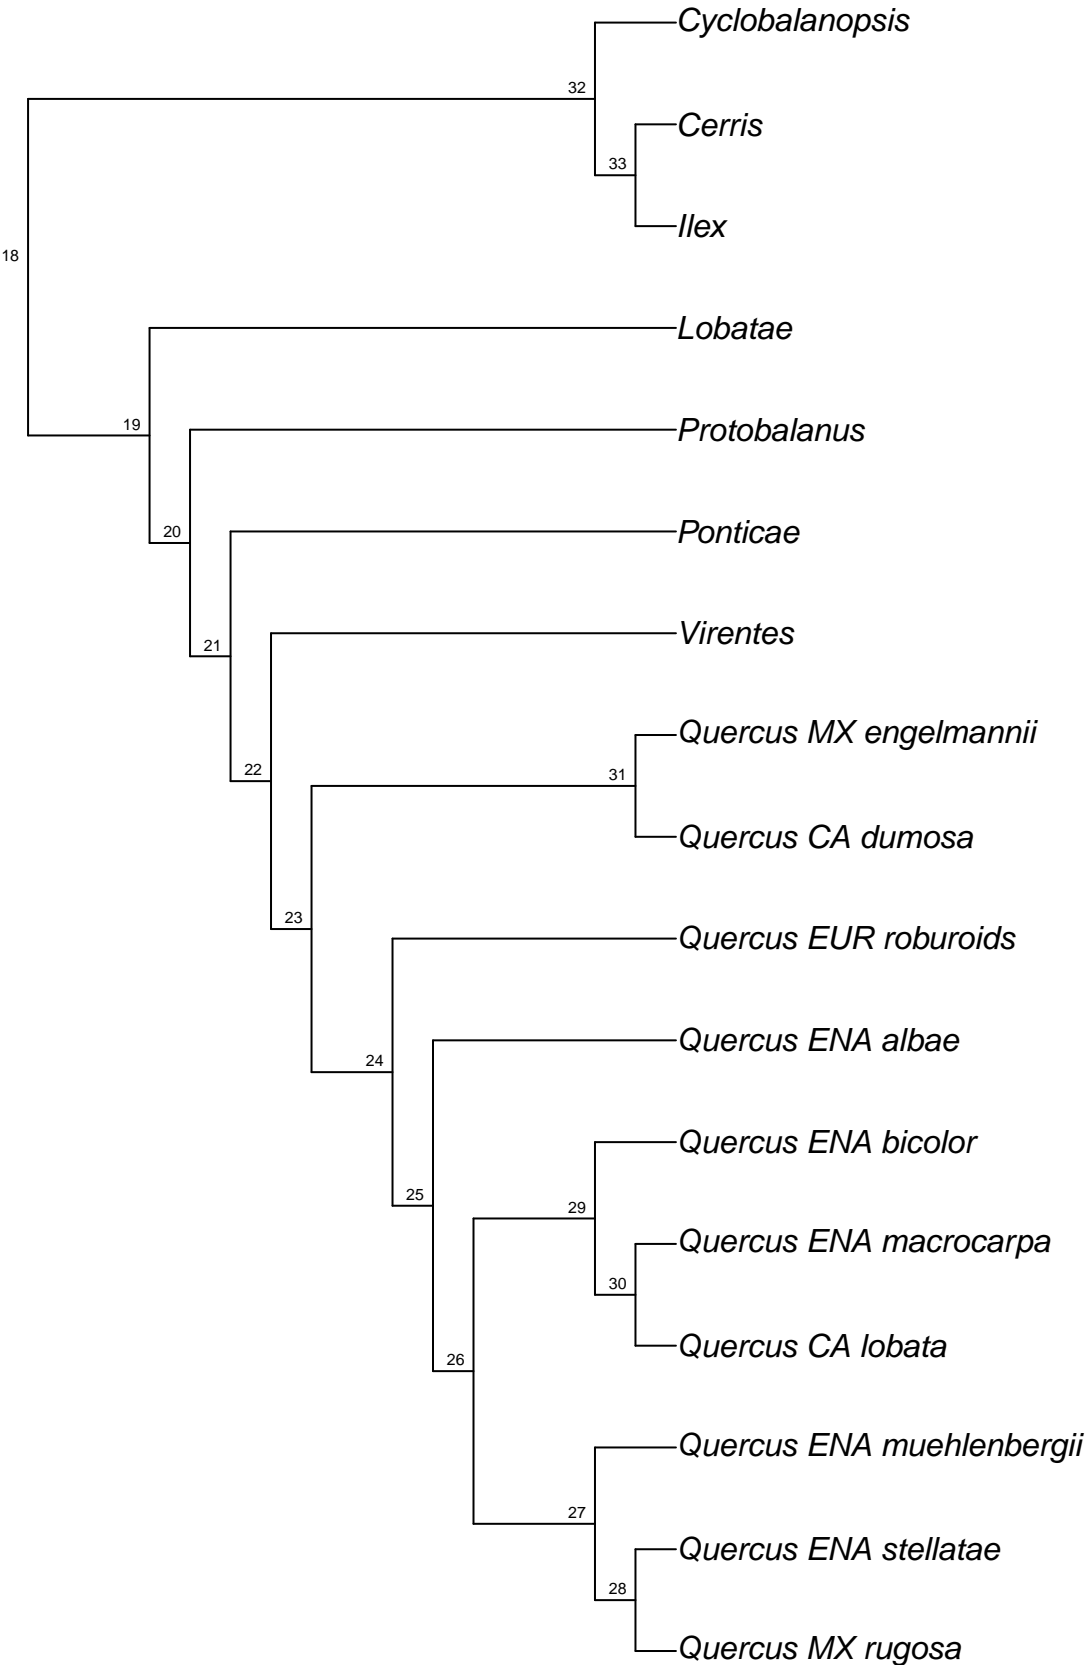 Cyclobalanopsis
32
Cerris
33
Ilex
18
Lobatae
19
Protobalanus
20
Ponticae
21
Virentes
Quercus MX engelmannii
22
31
Quercus CA dumosa
23
Quercus EUR roburoids
Quercus ENA albae
24
Quercus ENA bicolor
25
29
Quercus ENA macrocarpa
30
Quercus CA lobata
26
Quercus ENA muehlenbergii
27
Quercus ENA stellatae
28
Quercus MX rugosa